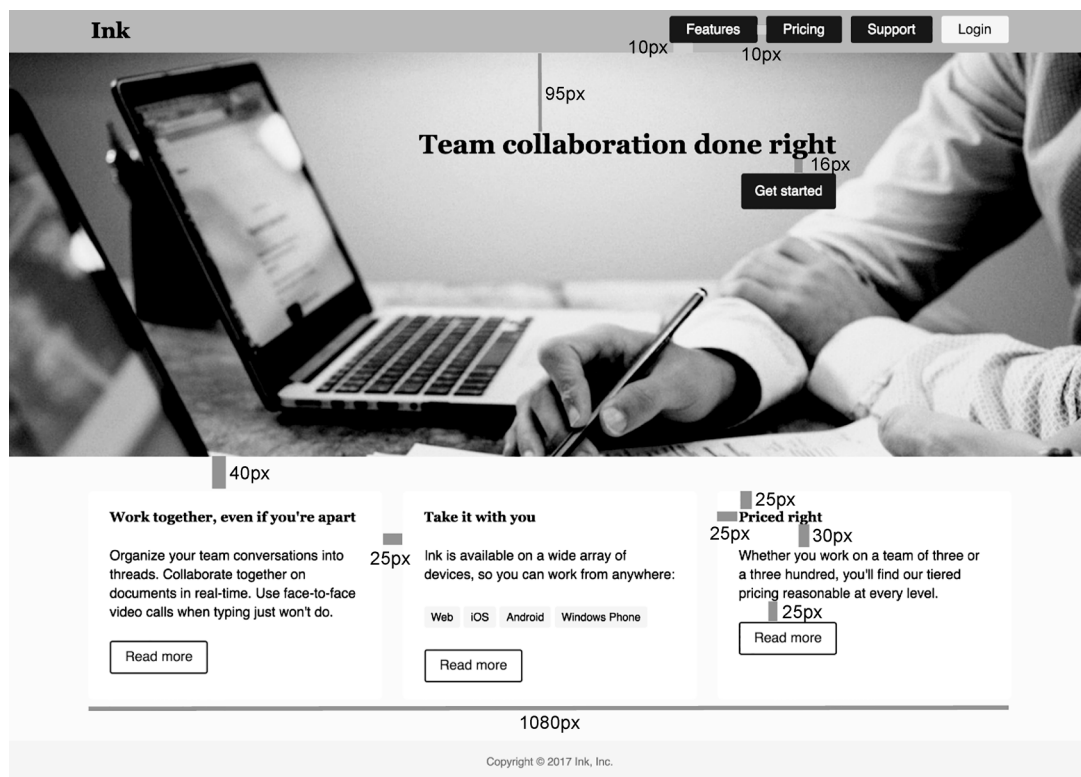 Ink
Features
Pricing
Support
Login
10px
10px
95px
Team collaboration done right
16px
Get started
40px
25px
Work together, even if you're apart
Take it with you
Priced right
25px
25px
30px
Organize your team conversations into
threads. Collaborate together on
documents in real-time. Use face-to-face
video calls when typing just won't do.
Ink is available on a wide array of
devices, so you can work from anywhere:
Whether you work on a team of three or
a three hundred, you'll find our tiered
pricing reasonable at every level.
Web
iOS
Android
Windows Phone
25px
Read more
Read more
Read more
1080px
Copyright © 2017 Ink, Inc.